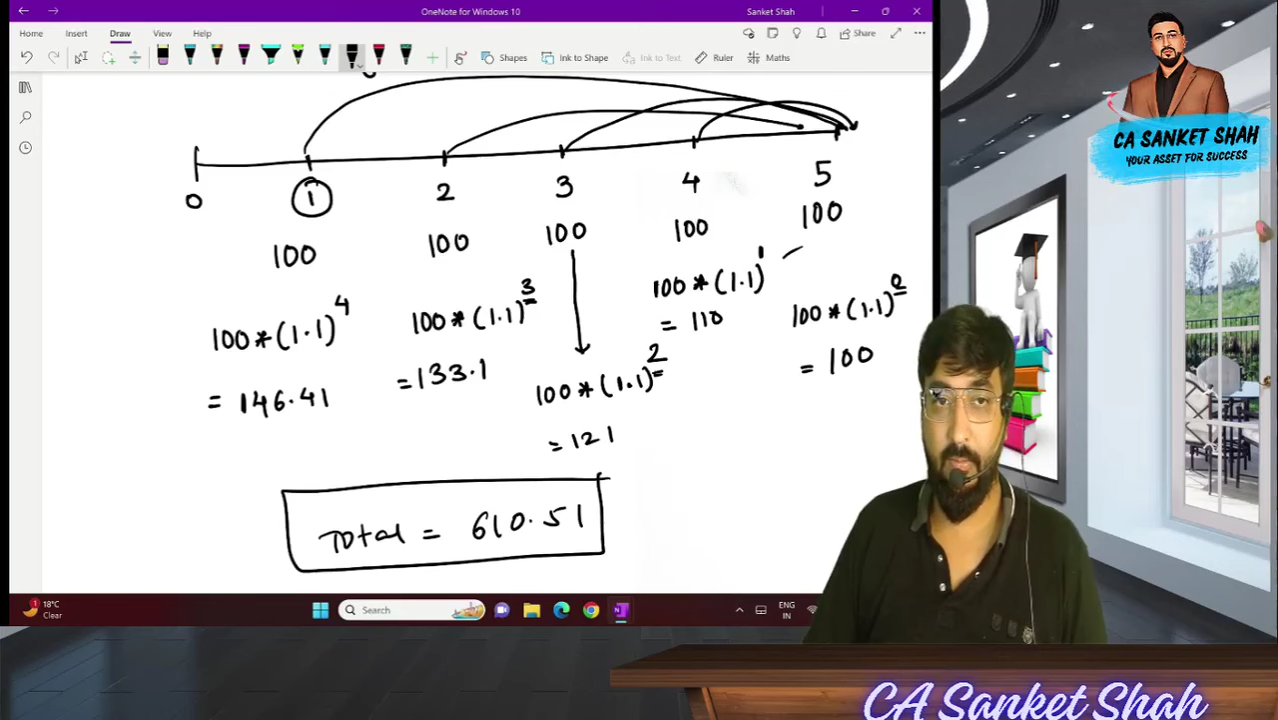 OneNote for Windows 10
Sanket Shah
Home Insert Draw View Help
Share
Shapes Ink to Shape Ink to Text Ruler Maths
0 1 2 3 4 5
100 100 100 100 100
100*(1.1)^4
= 146.41
100*(1.1)^3
=133.1
100*(1.1)^2
= 121
100*(1.1)^1
= 110
100*(1.1)^0
= 100
Total = 610.51
CA SANKET SHAH
YOUR ASSET FOR SUCCESS
1
18°C
Clear
Search
ENG
IN
CA Sanket Shah